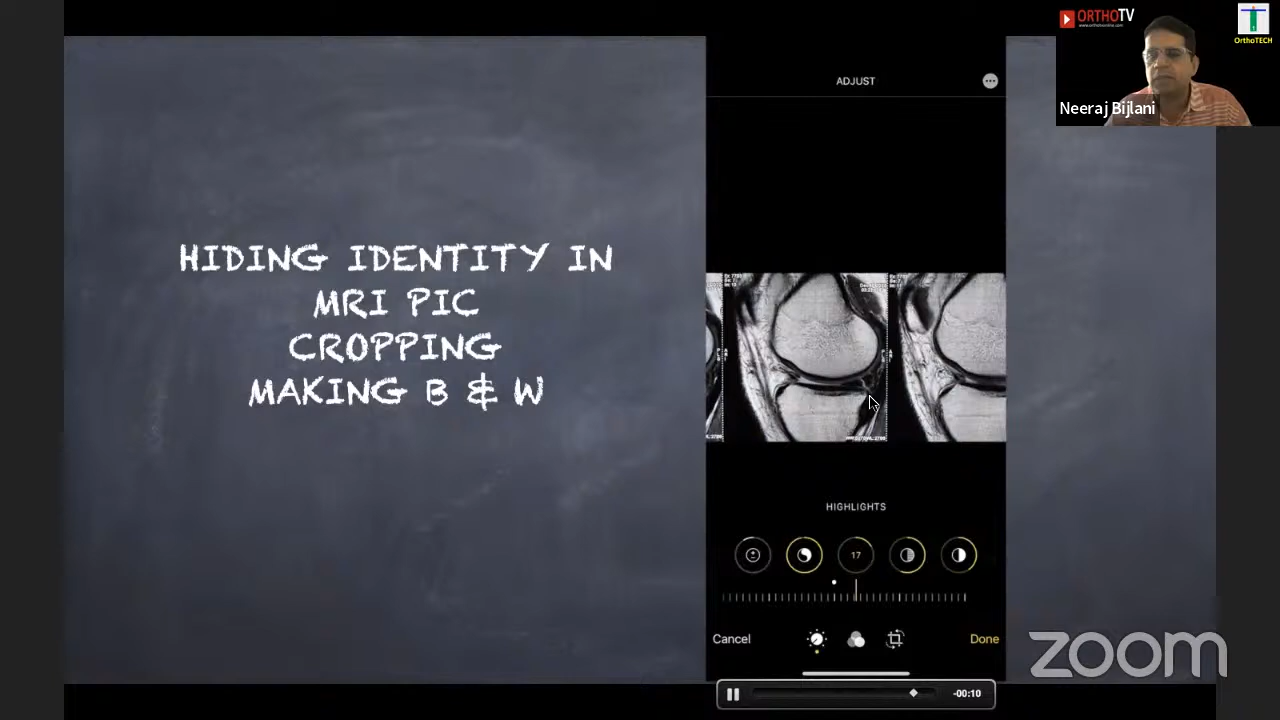 ORTHOTV
OrthoTECH
Neeraj Bijlani
ADJUST
HIDING IDENTITY IN
MRI PIC
CROPPING
MAKING B & W
HIGHLIGHTS
17
Cancel
Done
zoom
-00:10